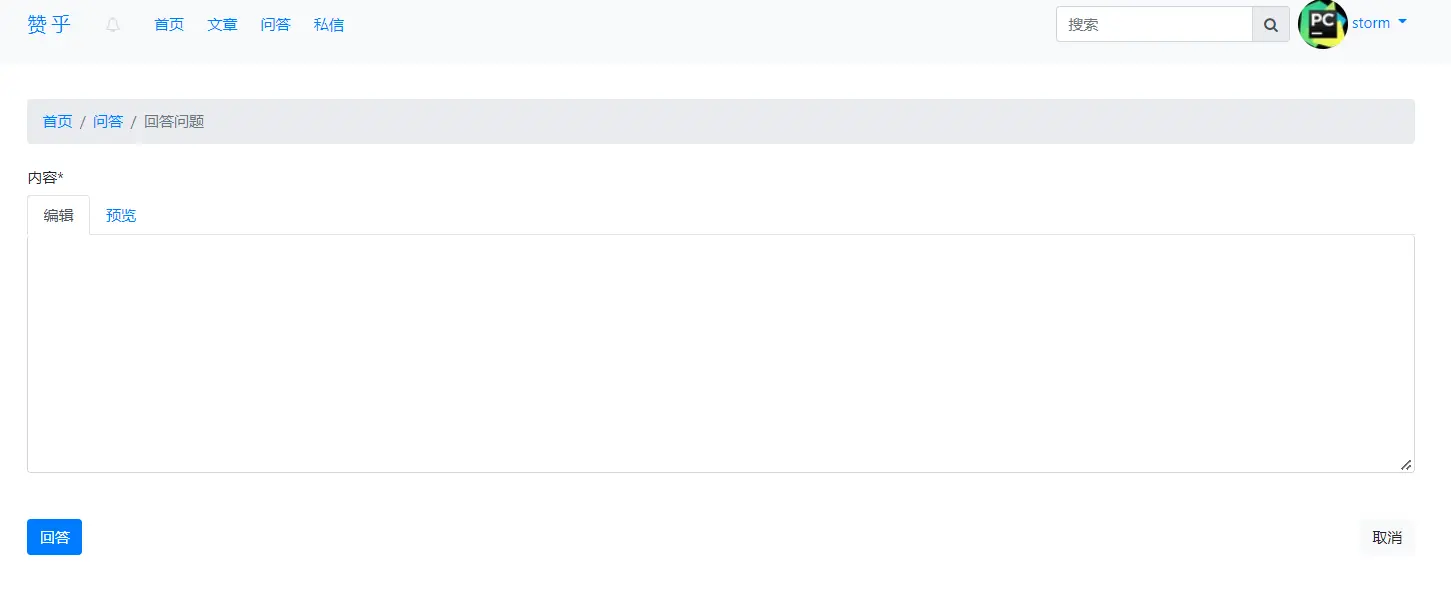 赞乎 首页 文章 问答 私信 搜索 PC storm
首页 / 问答 / 回答问题
内容*
编辑 预览
回答 取消